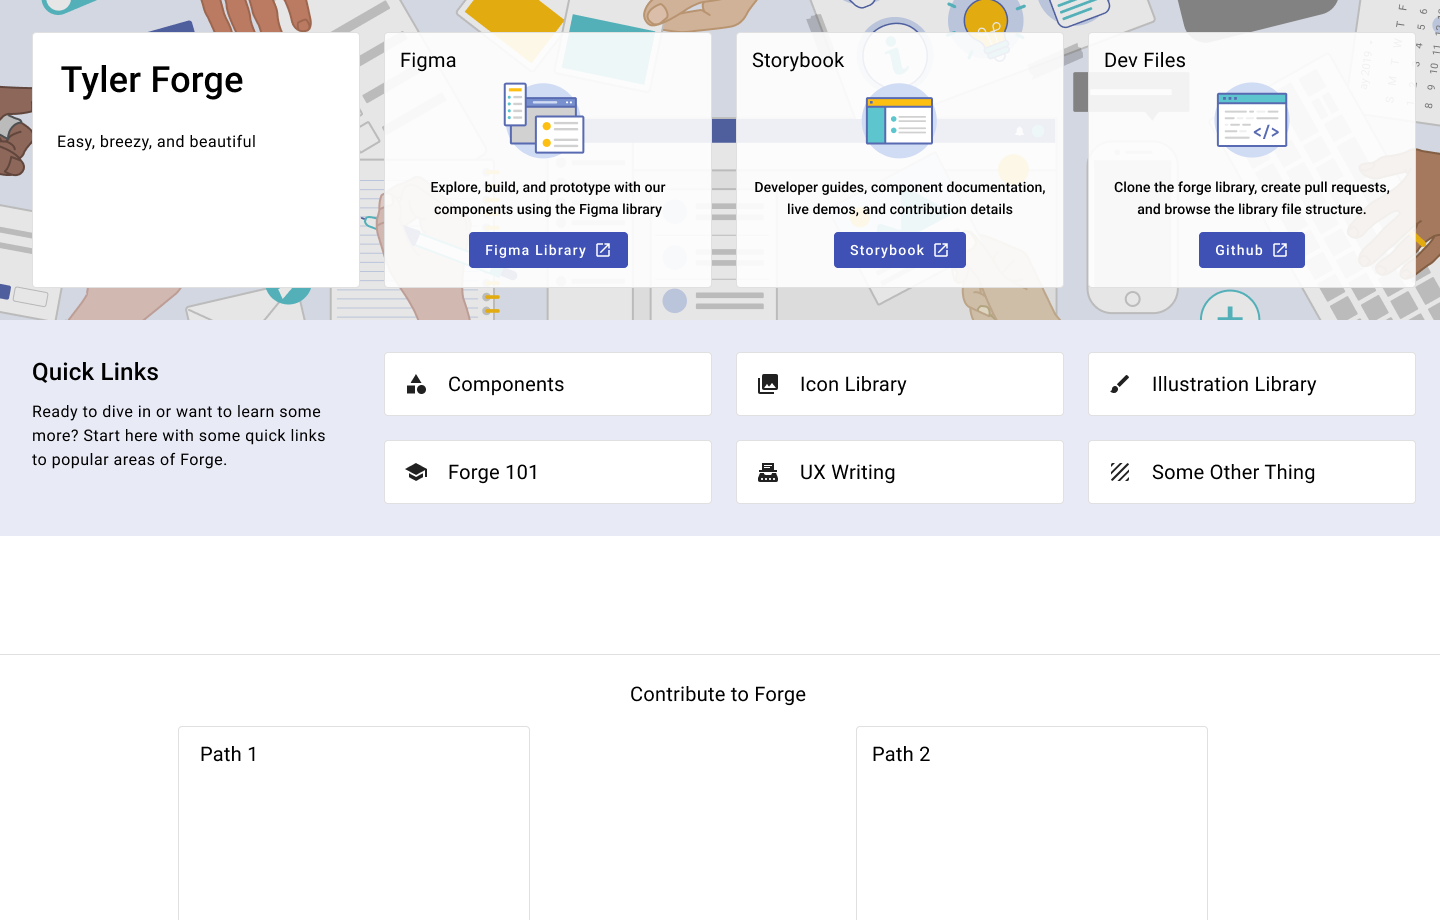 Tyler Forge
Easy, breezy, and beautiful
Figma
Explore, build, and prototype with our
components using the Figma library
Figma Library
Storybook
Developer guides, component documentation,
live demos, and contribution details
Storybook
Dev Files
Clone the forge library, create pull requests,
and browse the library file structure.
Github
Quick Links
Ready to dive in or want to learn some
more? Start here with some quick links
to popular areas of Forge.
Components
Icon Library
Illustration Library
Forge 101
UX Writing
Some Other Thing
Contribute to Forge
Path 1
Path 2